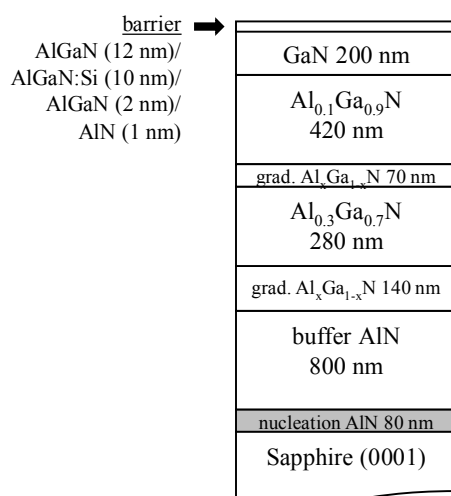 barrier
AlGaN (12 nm)/
AlGaN:Si (10 nm)/
AlGaN (2 nm)/
AlN (1 nm)
GaN 200 nm
Al₀.₁Ga₀.₉N
420 nm
grad. AlₓGa₁₋ₓN 70 nm
Al₀.₃Ga₀.₇N
280 nm
grad. AlₓGa₁₋ₓN 140 nm
buffer AlN
800 nm
nucleation AlN 80 nm
Sapphire (0001)